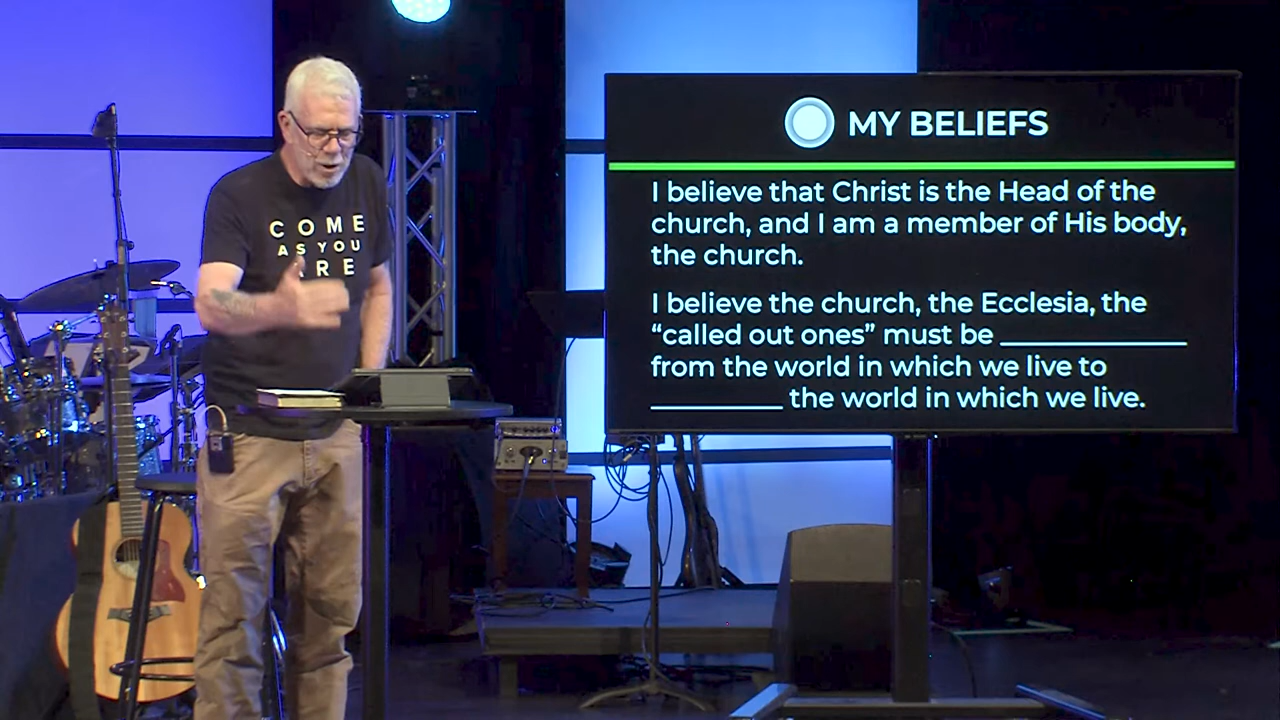 COME
AS YOU
ARE
MY BELIEFS
I believe that Christ is the Head of the
church, and I am a member of His body,
the church.
I believe the church, the Ecclesia, the
“called out ones” must be ____________
from the world in which we live to
_________ the world in which we live.